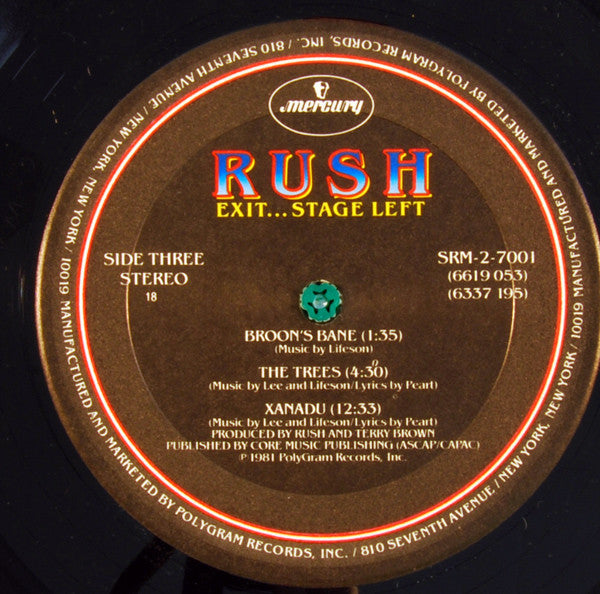 mercury
RUSH
EXIT...STAGE LEFT
SIDE THREE
STEREO
18
SRM-2-7001
(6619 053)
(6337 195)
BROON'S BANE (1:35)
(Music by Lifeson)
THE TREES (4:30)
(Music by Lee and Lifeson/Lyrics by Peart)
XANADU (12:33)
(Music by Lee and Lifeson/Lyrics by Peart)
PRODUCED BY RUSH AND TERRY BROWN
PUBLISHED BY CORE MUSIC PUBLISHING (ASCAP/CAPAC)
℗ 1981 PolyGram Records, Inc.
MANUFACTURED AND MARKETED BY POLYGRAM RECORDS, INC. / 810 SEVENTH AVENUE / NEW YORK, NEW YORK / 10019
MANUFACTURED AND MARKETED BY POLYGRAM RECORDS, INC. / 810 SEVENTH AVENUE / NEW YORK, NEW YORK / 10019